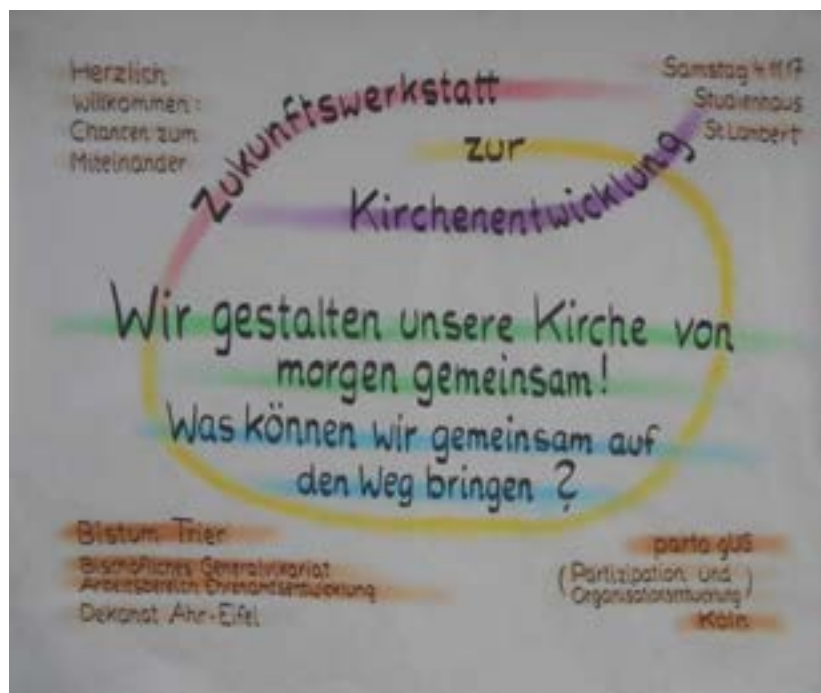 Herzlich
willkommen:
Chancen zum
Miteinander
Samstag 4.11.17
Studienhaus
St Lambert
Zukunftswerkstatt
zur
Kirchenentwicklung
Wir gestalten unsere Kirche von
morgen gemeinsam!
Was können wir gemeinsam auf
den Weg bringen ?
Bistum Trier
Bischöfliches Generalvikariat
Arbeitsbereich Ehrenamtsentwicklung
Dekanat Ahr-Eifel
parto gUS
(Partizipation und
Organisationsentwicklung)
Köln